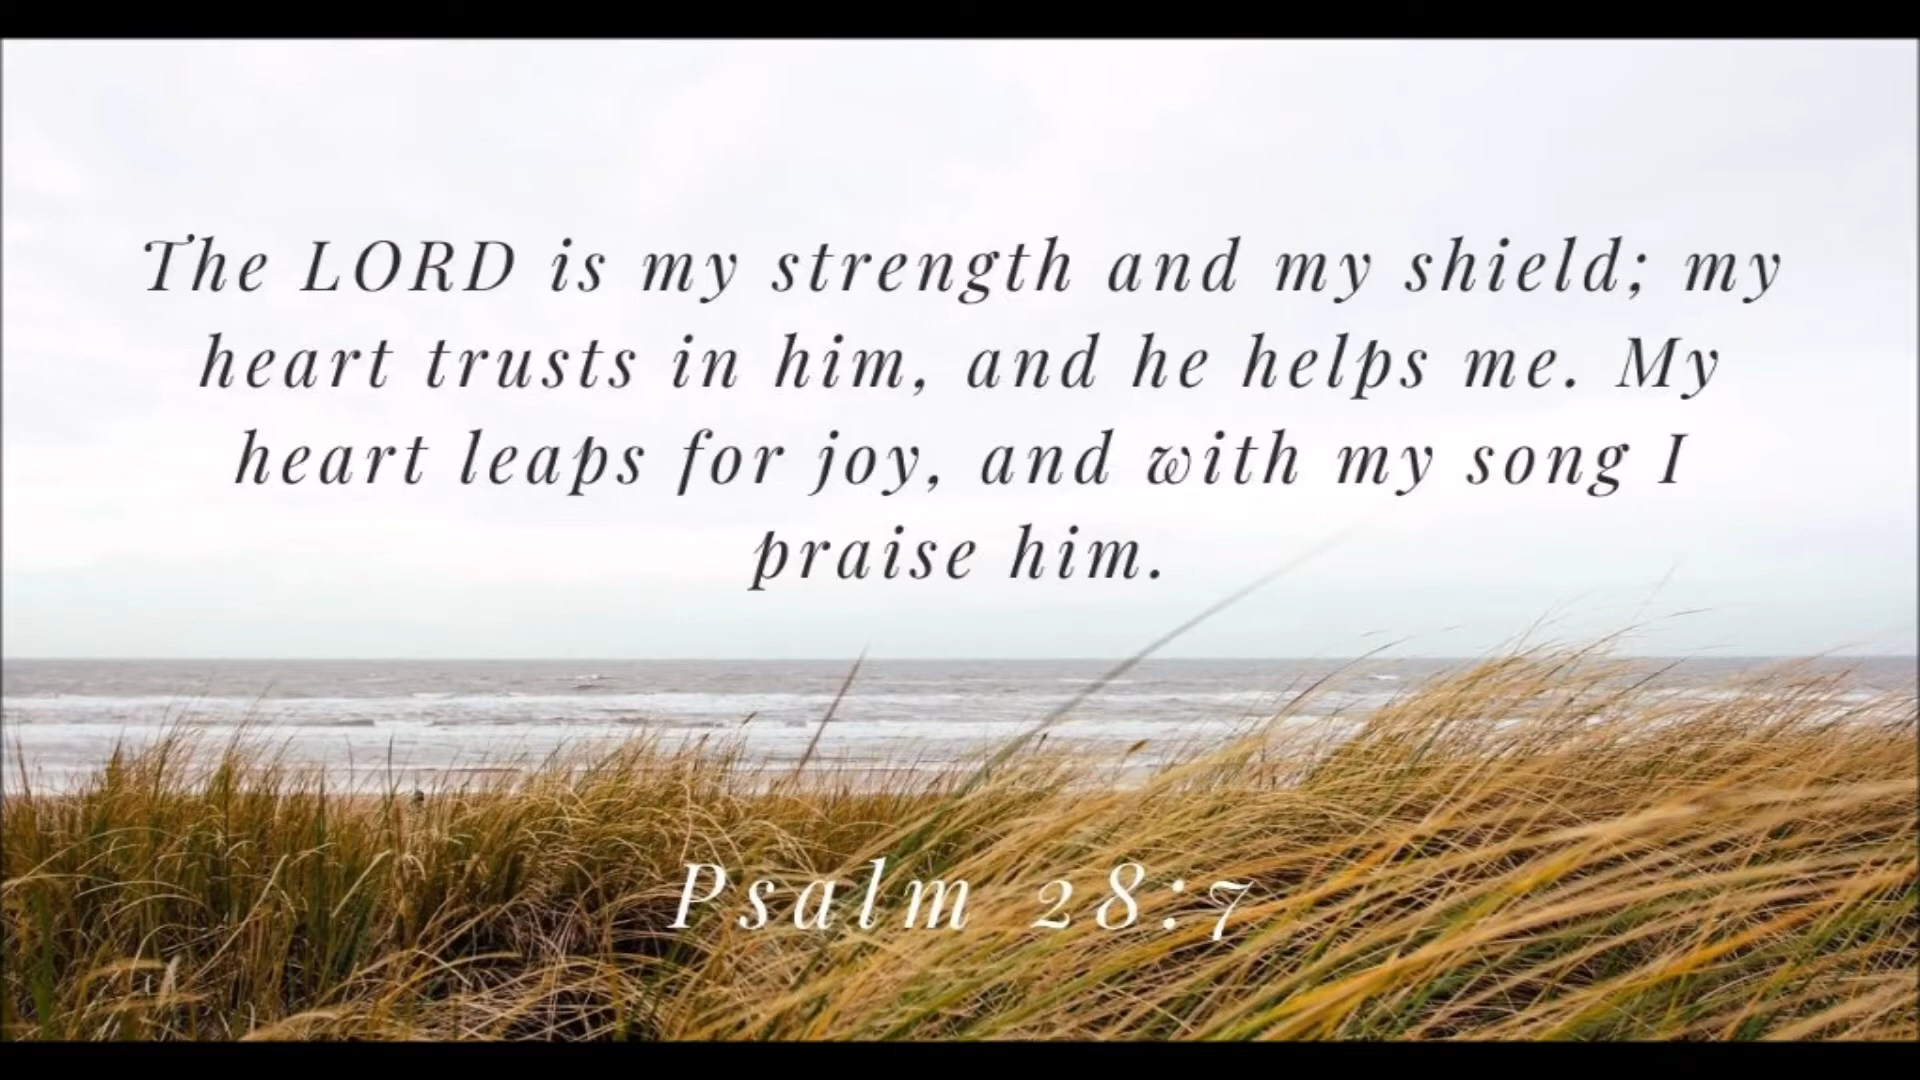 The LORD is my strength and my shield; my
heart trusts in him, and he helps me. My
heart leaps for joy, and with my song I
praise him.
Psalm 28:7